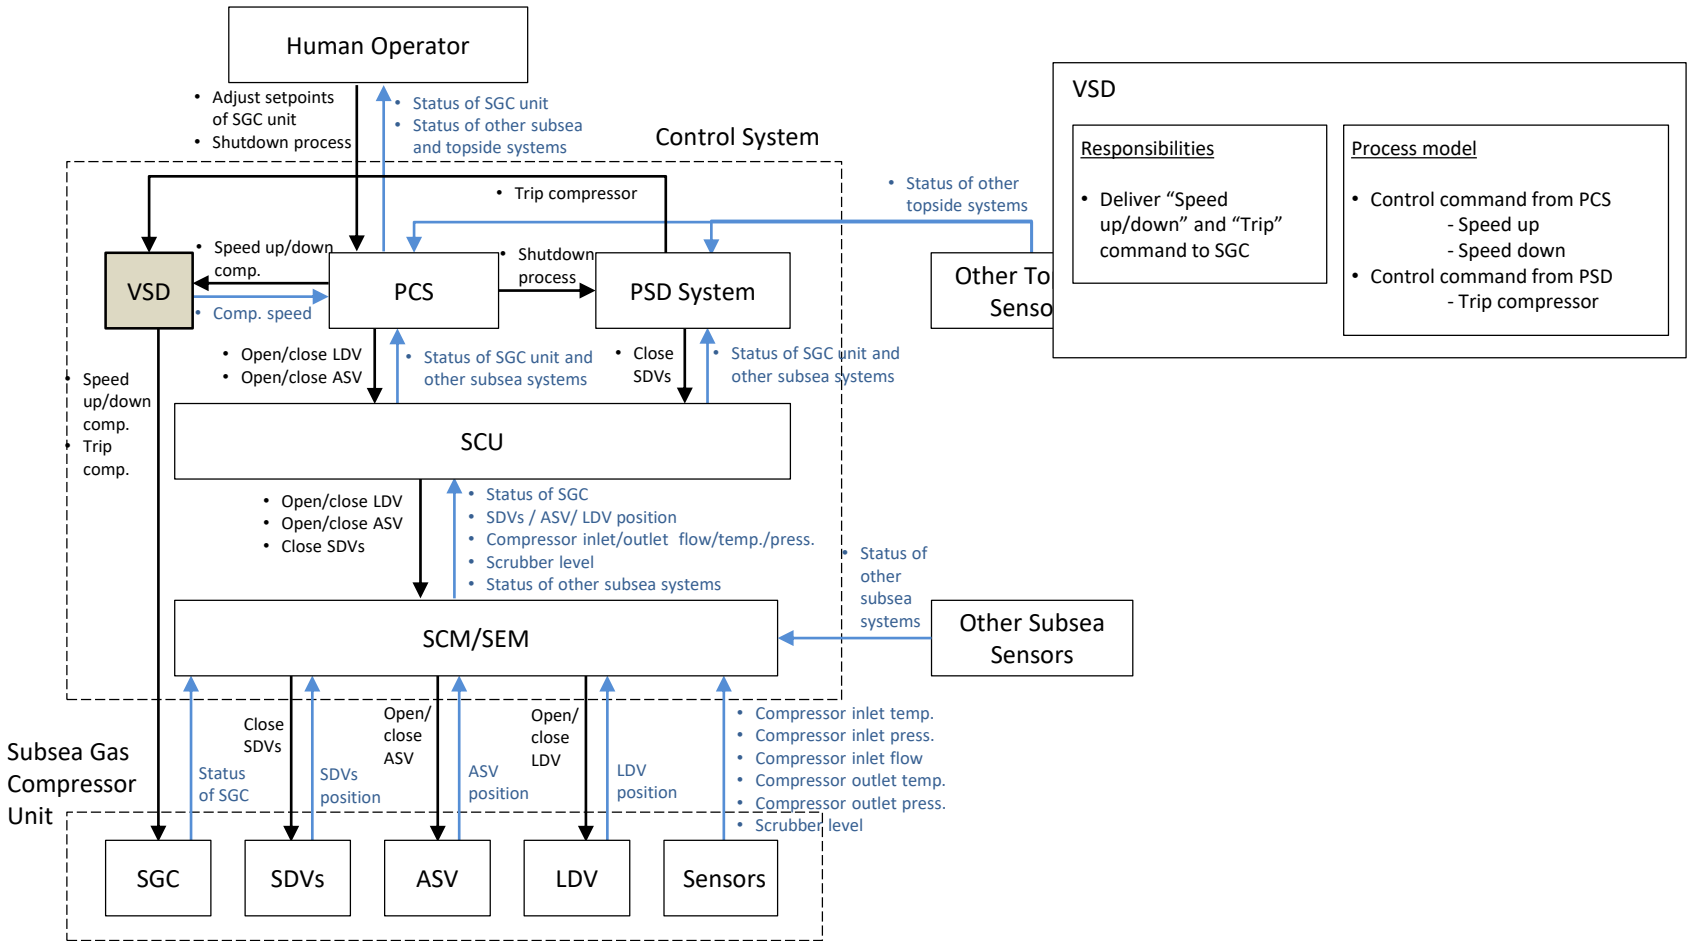 Human Operator
• Adjust setpoints
of SGC unit
• Shutdown process
• Status of SGC unit
• Status of other subsea
and topside systems
Control System
• Trip compressor
• Status of other
topside systems
• Speed up/down
comp.
• Shutdown
process
VSD
PCS
PSD System
Other
Sensors
• Comp. speed
• Open/close LDV
• Open/close ASV
• Status of SGC unit and
other subsea systems
• Close
SDVs
• Status of SGC unit and
other subsea systems
• Speed
up/down
comp.
• Trip
comp.
SCU
• Open/close LDV
• Open/close ASV
• Close SDVs
• Status of SGC
• SDVs / ASV/ LDV position
• Compressor inlet/outlet flow/temp./press.
• Scrubber level
• Status of other subsea systems
• Status of
other
subsea
systems
SCM/SEM
Other Subsea
Sensors
Close
SDVs
Open/
close
ASV
Open/
close
LDV
Status
of SGC
SDVs
position
ASV
position
LDV
position
• Compressor inlet temp.
• Compressor inlet press.
• Compressor inlet flow
• Compressor outlet temp.
• Compressor outlet press.
• Scrubber level
Subsea Gas
Compressor
Unit
SGC
SDVs
ASV
LDV
Sensors
VSD
Responsibilities
• Deliver “Speed
up/down” and “Trip”
command to SGC
Process model
• Control command from PCS
- Speed up
- Speed down
• Control command from PSD
- Trip compressor